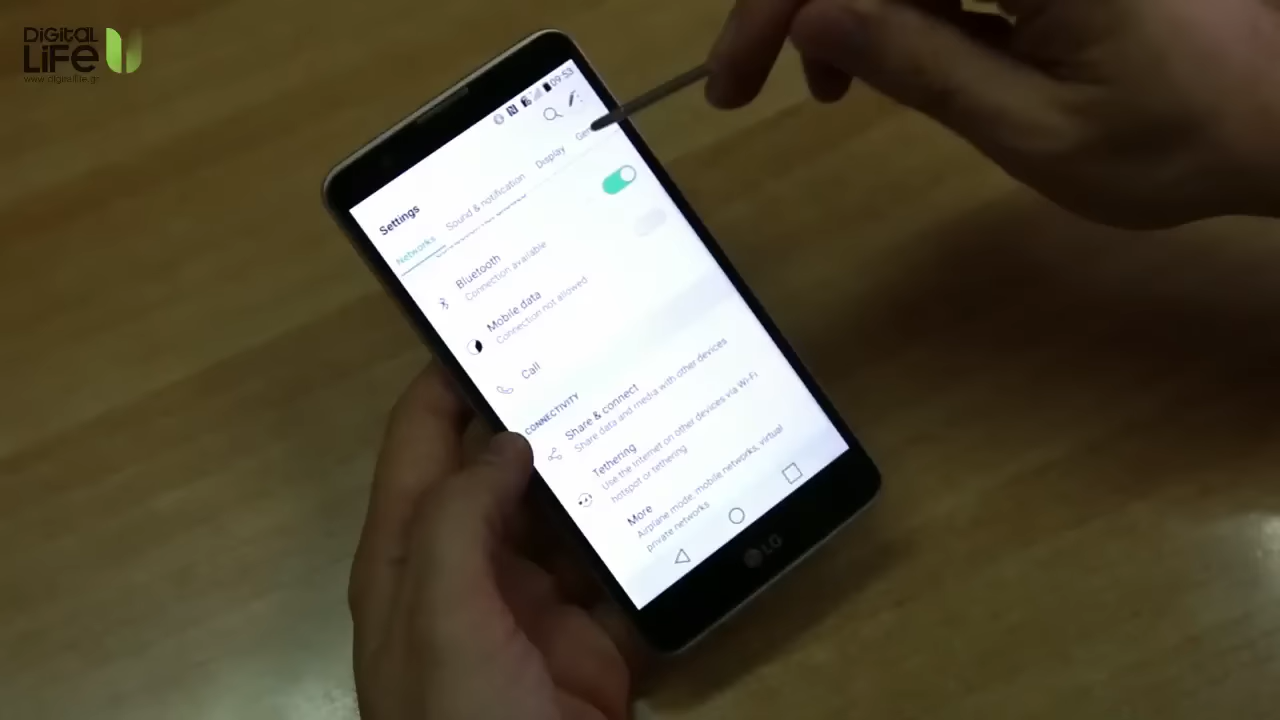 DiGiTAL
LiFE
www.digitallife.gr
09:53
Settings
Networks
Sound & notification
Display
Bluetooth
Connection available
Mobile data
Connection not allowed
Call
CONNECTIVITY
Share & connect
Share data and media with other devices
Tethering
Use the Internet on other devices via Wi-Fi
hotspot or tethering
More
Airplane mode, mobile networks, virtual
private networks
LG